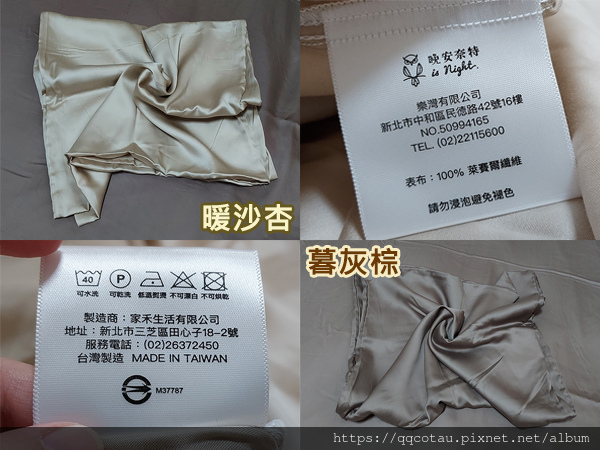 暖沙杏
晚安奈特
is Night.
樂灣有限公司
新北市中和區民德路42號16樓
NO.50994165
TEL. (02)22115600
表布：100% 萊賽爾纖維
請勿浸泡避免褪色
40 P
可水洗 可乾洗 低溫熨燙 不可漂白 不可烘乾
製造商：家禾生活有限公司
地址：新北市三芝區田心子18-2號
服務電話：(02)26372450
台灣製造 MADE IN TAIWAN
M37787
暮灰棕
https://qqcotau.pixnet.net/album